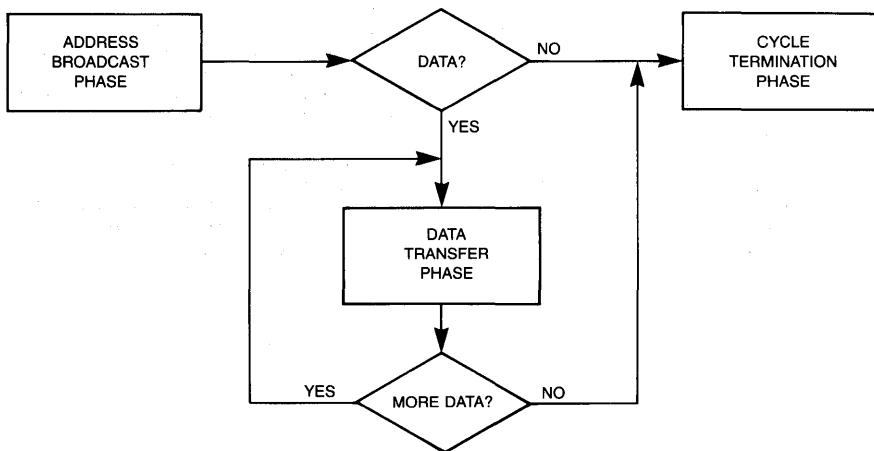 ADDRESS
BROADCAST
PHASE
DATA?
NO
CYCLE
TERMINATION
PHASE
YES
DATA
TRANSFER
PHASE
YES
MORE DATA?
NO